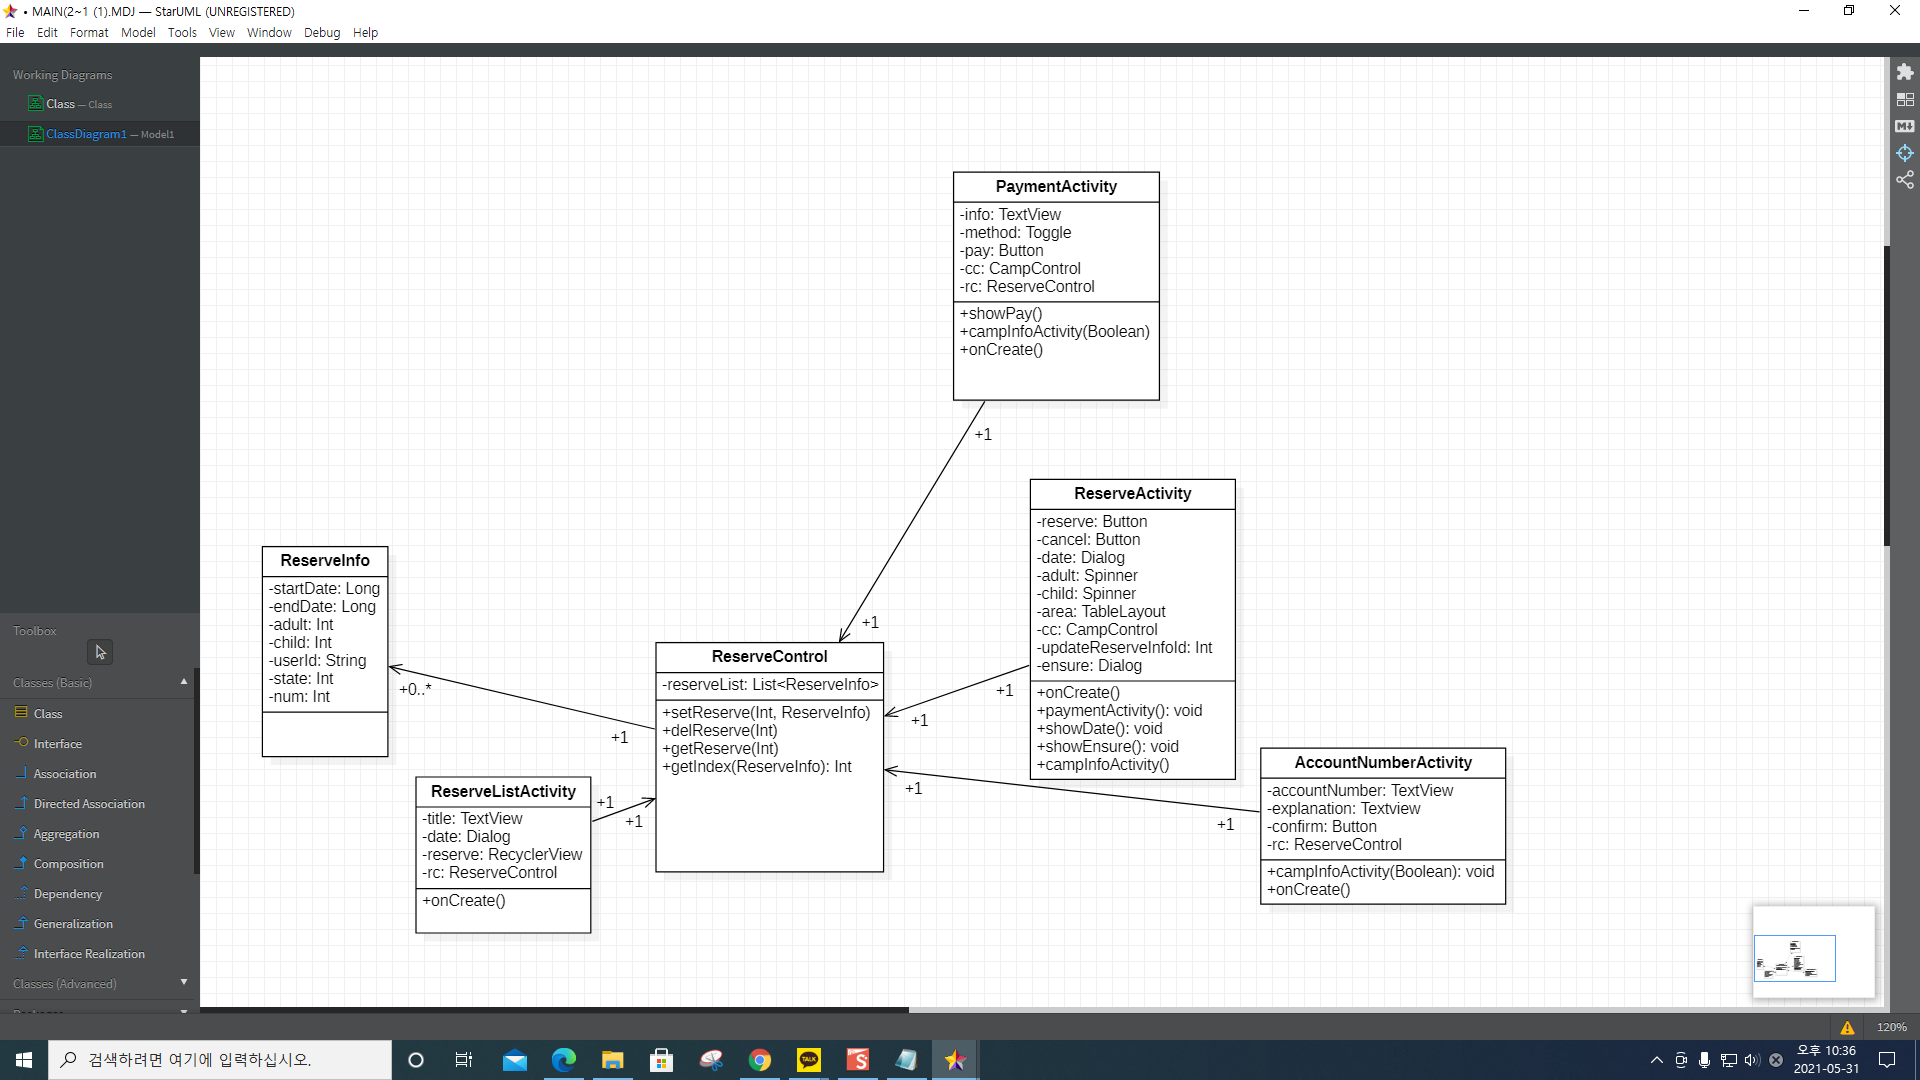 • MAIN(2~1 (1).MDJ — StarUML (UNREGISTERED)
File Edit Format Model Tools View Window Debug Help
Working Diagrams
Class — Class
ClassDiagram1 — Model1
Toolbox
Classes (Basic)
Class
Interface
Association
Directed Association
Aggregation
Composition
Dependency
Generalization
Interface Realization
Classes (Advanced)
PaymentActivity
-info: TextView
-method: Toggle
-pay: Button
-cc: CampControl
-rc: ReserveControl
+showPay()
+campInfoActivity(Boolean)
+onCreate()
+1
+1
ReserveActivity
-reserve: Button
-cancel: Button
-date: Dialog
-adult: Spinner
-child: Spinner
-area: TableLayout
-cc: CampControl
-updateReserveInfoId: Int
-ensure: Dialog
+onCreate()
+paymentActivity(): void
+showDate(): void
+showEnsure(): void
+campInfoActivity()
+1
+1
ReserveInfo
-startDate: Long
-endDate: Long
-adult: Int
-child: Int
-userId: String
-state: Int
-num: Int
+0..*
+1
ReserveControl
-reserveList: List<ReserveInfo>
+setReserve(Int, ReserveInfo)
+delReserve(Int)
+getReserve(Int)
+getIndex(ReserveInfo): Int
ReserveListActivity
-title: TextView
-date: Dialog
-reserve: RecyclerView
-rc: ReserveControl
+onCreate()
+1
+1
AccountNumberActivity
-accountNumber: TextView
-explanation: Textview
-confirm: Button
-rc: ReserveControl
+campInfoActivity(Boolean): void
+onCreate()
+1
+1
120%
검색하려면 여기에 입력하십시오.
TALK
오후 10:36
2021-05-31